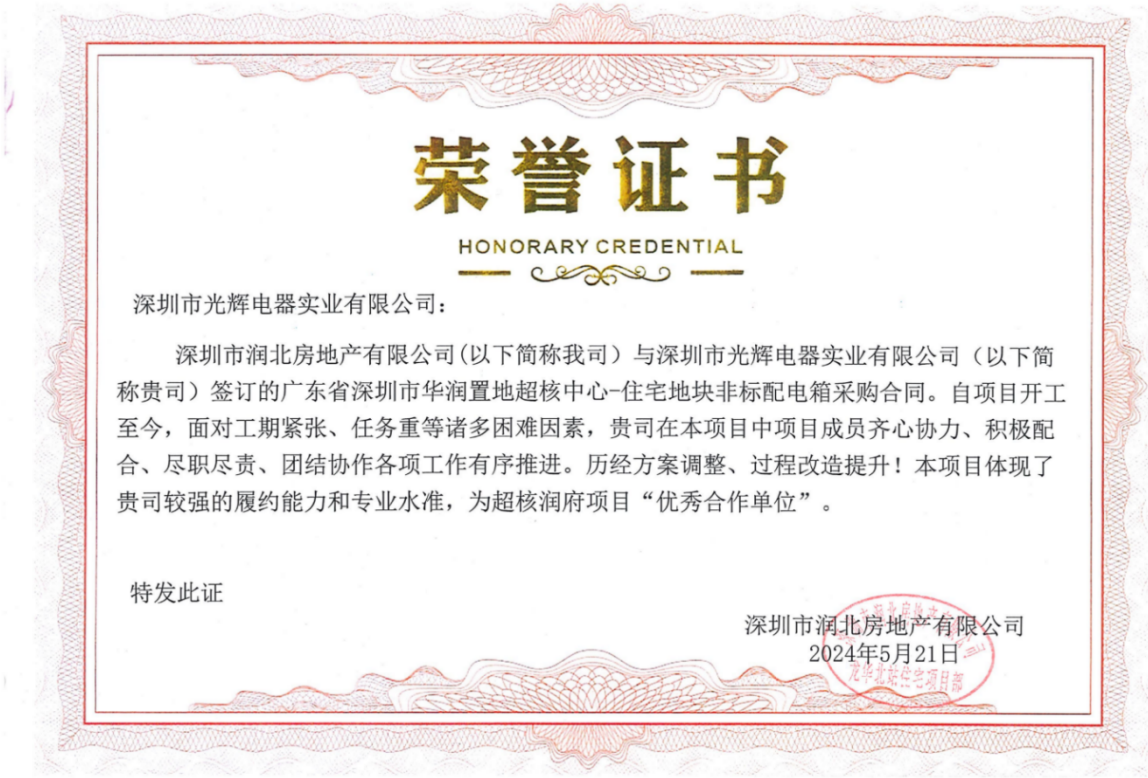 荣誉证书
HONORARY CREDENTIAL
深圳市光辉电器实业有限公司：
深圳市润北房地产有限公司(以下简称我司）与深圳市光辉电器实业有限公司（以下简
称贵司）签订的广东省深圳市华润置地超核中心-住宅地块非标配电箱采购合同。自项目开工
至今，面对工期紧张、任务重等诸多困难因素，贵司在本项目中项目成员齐心协力、积极配
合、尽职尽责、团结协作各项工作有序推进。历经方案调整、过程改造提升！本项目体现了
贵司较强的履约能力和专业水准，为超核润府项目“优秀合作单位”。
特发此证
深圳市润北房地产有限公司
2024年5月21日
龙华北站住宅项目部